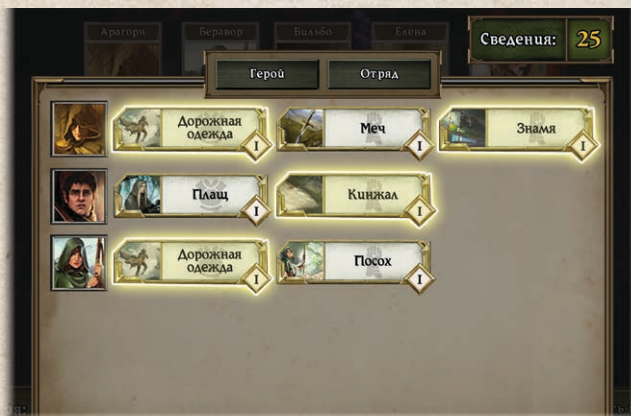 Арагорн Беравор Бильбо Елена
Сведения: 25
Герой Отряд
Дорожная одежда I Меч I Знамя I
Плащ I Кинжал I
Дорожная одежда I Посох I